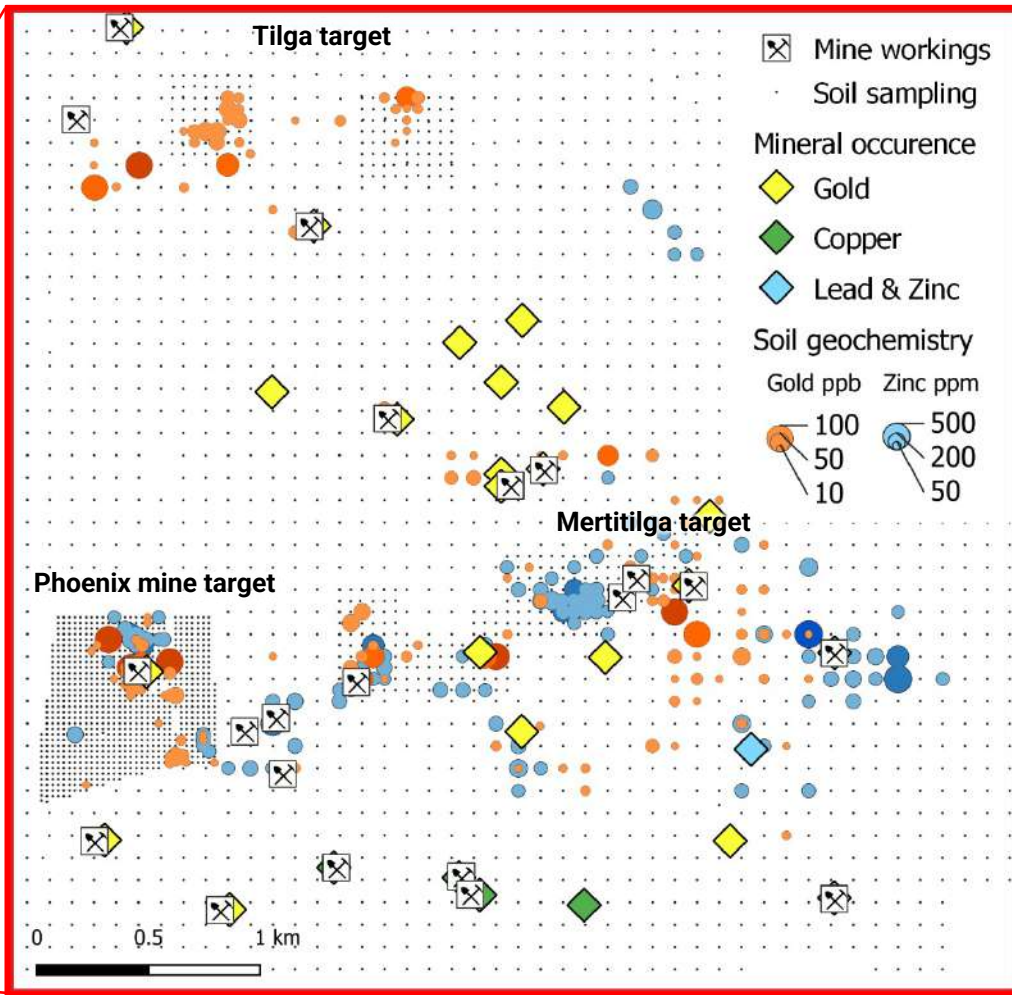 Tilga target
Mine workings
Soil sampling
Mineral occurence
Gold
Copper
Lead & Zinc
Soil geochemistry
Gold ppb Zinc ppm
100 500
50 200
10 50
Mertitilga target
Phoenix mine target
0 0.5 1 km